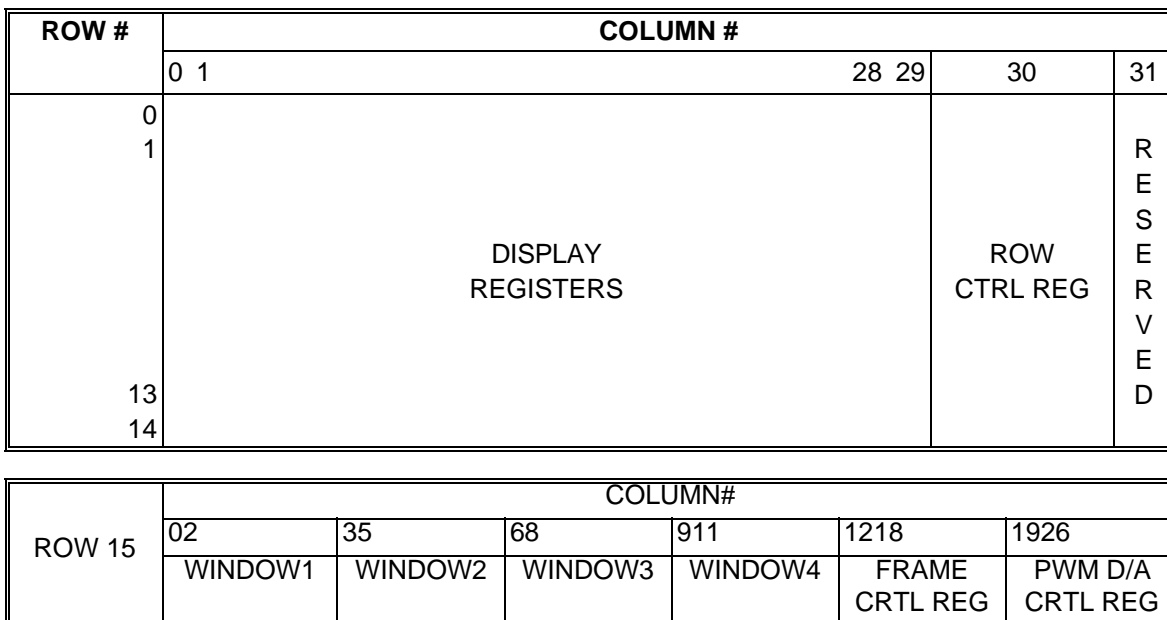 ROW # COLUMN #
0 1 28 29 30 31
0
1 R
E
S
DISPLAY ROW E
REGISTERS CTRL REG R
V
E
13 D
14
COLUMN#
ROW 15 02 35 68 911 1218 1926
WINDOW1 WINDOW2 WINDOW3 WINDOW4 FRAME PWM D/A
CRTL REG CRTL REG